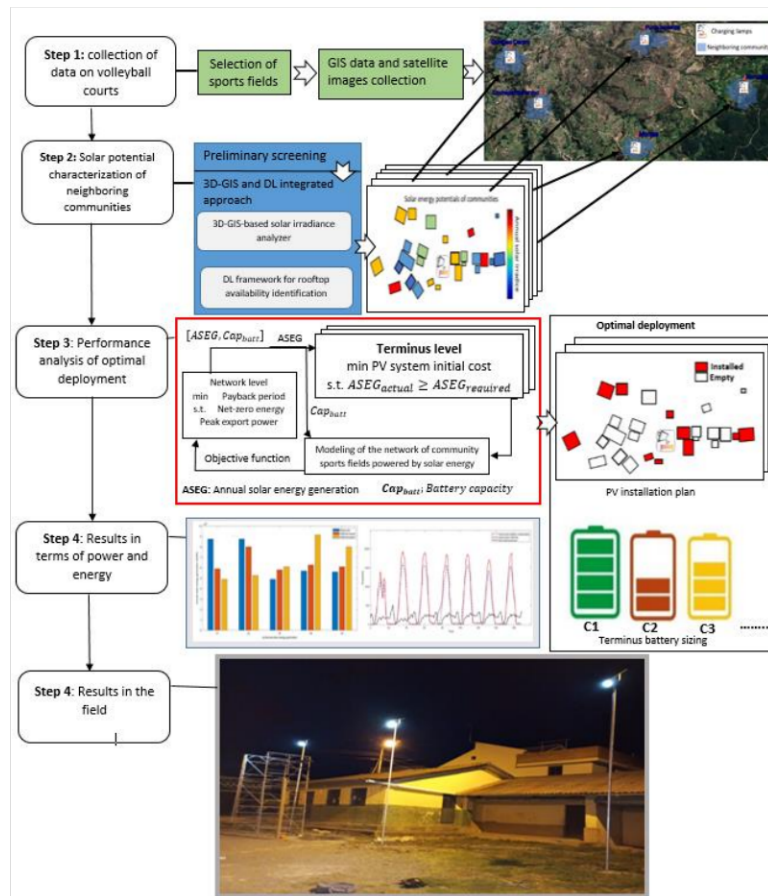 Step 1: collection of
data on volleyball
courts
Selection of
sports fields
GIS data and satellite
images collection
Charging lamps
Neighboring communities
Step 2: Solar potential
characterization of
neighboring
communities
Preliminary screening
3D-GIS and DL integrated
approach
3D-GIS-based solar irradiance
analyzer
DL framework for rooftop
availability identification
Solar energy potentials of communities
Annual solar irradiation
Step 3: Performance
analysis of optimal
deployment
[ASEG, Cap_batt]
ASEG
Terminus level
min PV system initial cost
s.t. ASEG_actual ≥ ASEG_required
Network level
min Payback period
s.t. Net-zero energy
Peak export power
Cap_batt
Objective function
Modeling of the network of community
sports fields powered by solar energy
ASEG: Annual solar energy generation
Cap_batt; Battery capacity
Optimal deployment
Installed
Empty
PV installation plan
Step 4: Results in
terms of power and
energy
C1
C2
C3
........
Terminus battery sizing
Step 4: Results in the
field